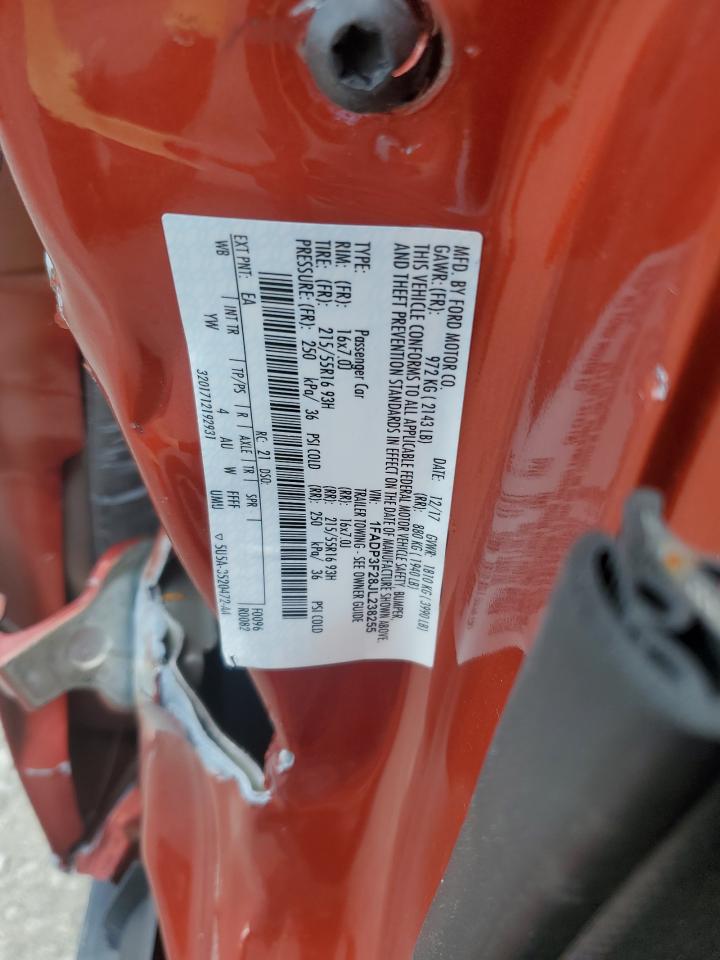 MFD. BY FORD MOTOR CO.
DATE: 12/17 GVWR: 1810 KG ( 3990 LB)
GAWR: (FR): 972 KG ( 2143 LB) (RR): 880 KG ( 1940 LB)
THIS VEHICLE CONFORMS TO ALL APPLICABLE FEDERAL MOTOR VEHICLE SAFETY, BUMPER,
AND THEFT PREVENTION STANDARDS IN EFFECT ON THE DATE OF MANUFACTURE SHOWN ABOVE.
VIN: 1FADP3F28JL238255
TYPE: Passenger Car TRAILER TOWING - SEE OWNER GUIDE
RIM: (FR): 16x7.0J (RR): 16x7.0J
TIRE: (FR): 215/55R16 93H (RR): 215/55R16 93H
PRESSURE: (FR): 250 kPa/ 36 PSI COLD (RR): 250 kPa/ 36 PSI COLD
EXT PNT: EA RC: 21 DSO: F0096
R0082
WB INT TR TP/PS R AXLE TR SPR
YW 4 AU W FFFF UMU
3201712192931 5U5A-3520472-AA